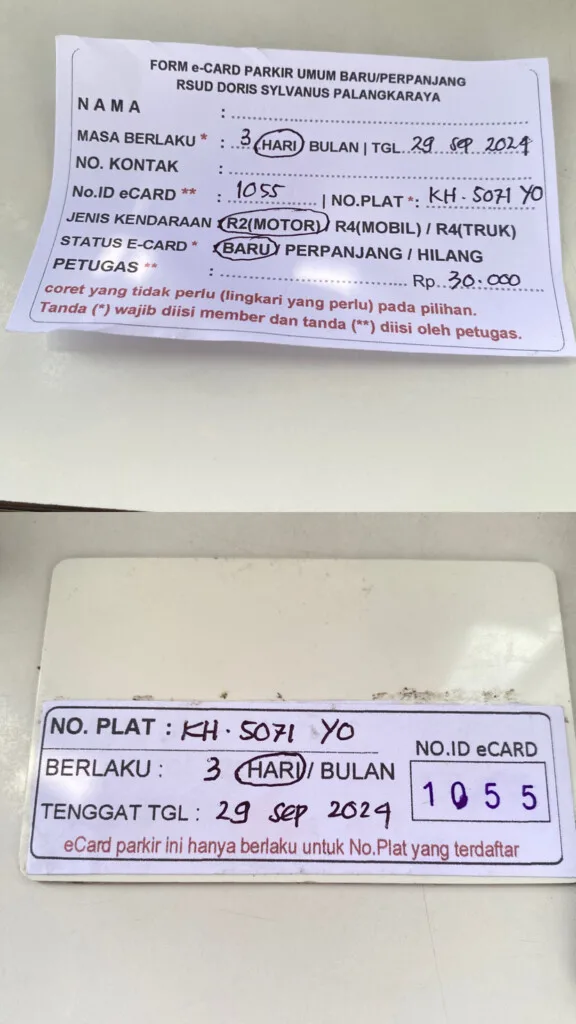 FORM e-CARD PARKIR UMUM BARU/PERPANJANG
RSUD DORIS SYLVANUS PALANGKARAYA
NAMA :
MASA BERLAKU * : 3 (HARI) BULAN | TGL. 29 SEP 2024
NO. KONTAK :
No.ID eCARD ** : 1055 | NO.PLAT *: KH. 5071 YO
JENIS KENDARAAN : R2(MOTOR) / R4(MOBIL) / R4(TRUK)
STATUS E-CARD * : BARU / PERPANJANG / HILANG
PETUGAS ** : Rp. 30.000
coret yang tidak perlu (lingkari yang perlu) pada pilihan.
Tanda (*) wajib diisi member dan tanda (**) diisi oleh petugas.
NO. PLAT : KH. 5071 YO
BERLAKU : 3 HARI / BULAN
NO.ID eCARD
1055
TENGGAT TGL : 29 SEP 2024
eCard parkir ini hanya berlaku untuk No.Plat yang terdaftar